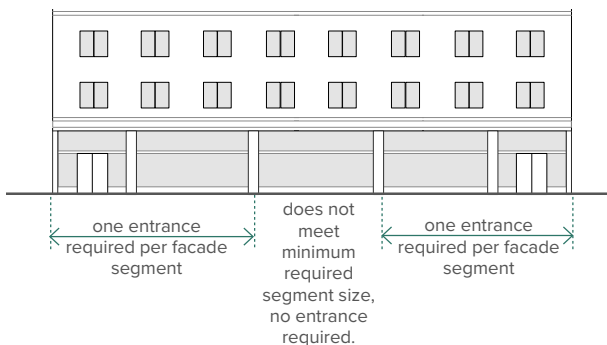 one entrance
required per facade
segment
does not
meet
minimum
required
segment size,
no entrance
required.
one entrance
required per facade
segment